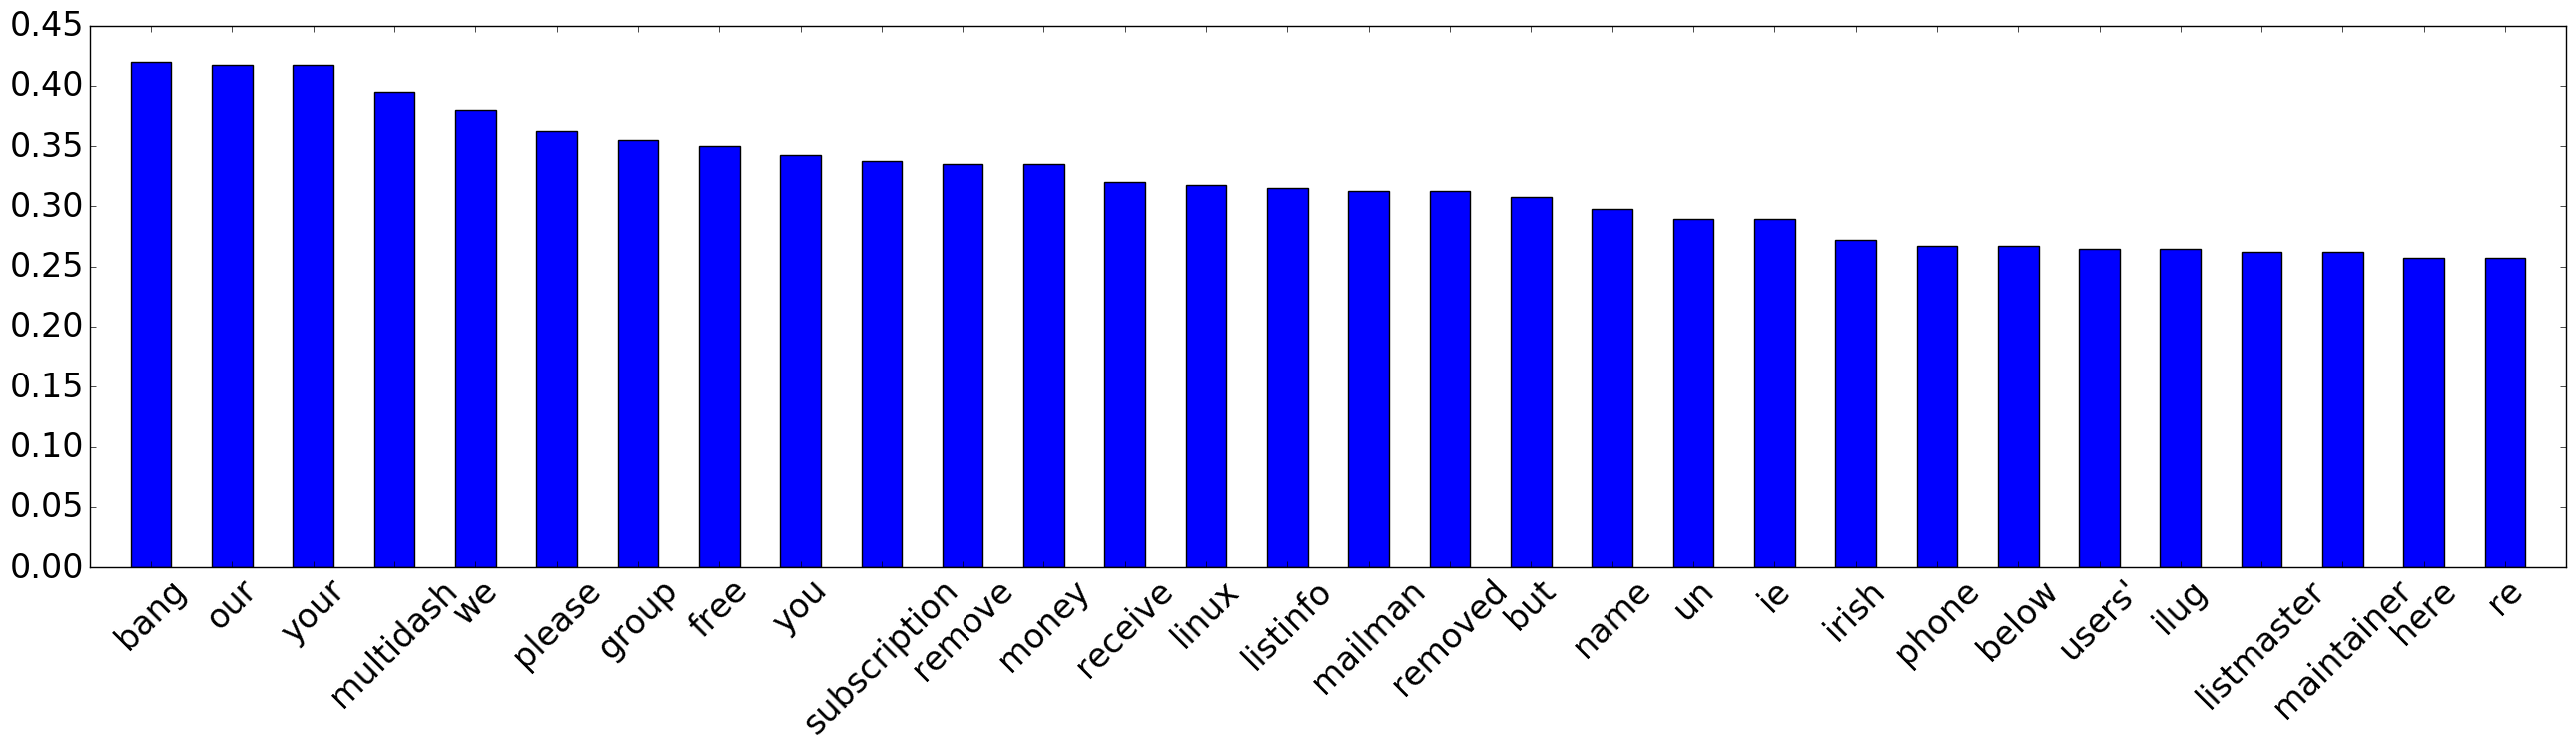 0.45
0.40
0.35
0.30
0.25
0.20
0.15
0.10
0.05
0.00
bang
our
your
multidash
we
please
group
free
you
subscription
remove
money
receive
linux
listinfo
mailman
removed
but
name
un
ie
irish
phone
below
users'
ilug
listmaster
maintainer
here
re